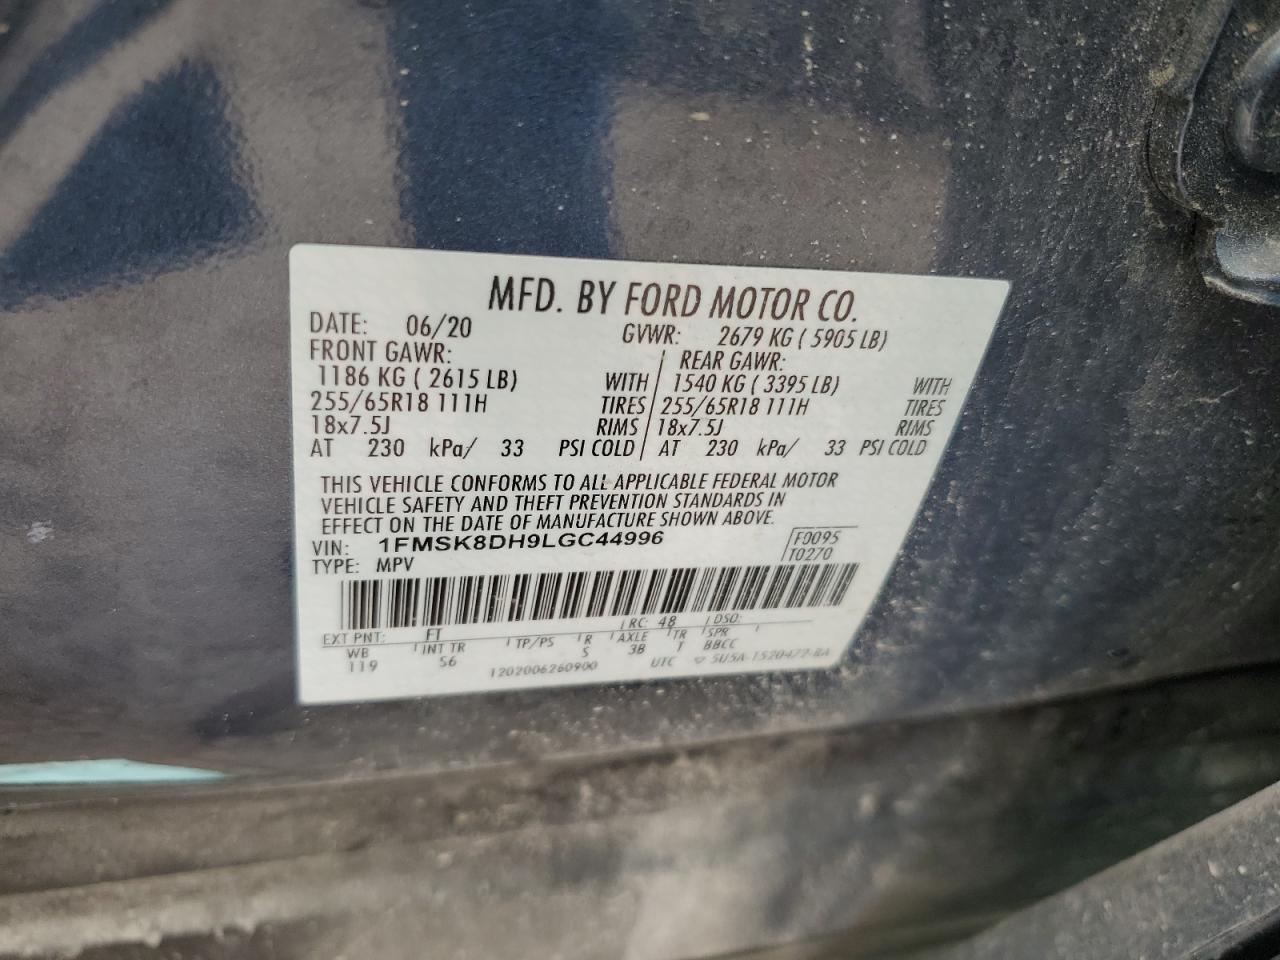 MFD. BY FORD MOTOR CO.
DATE: 06/20 GVWR: 2679 KG ( 5905 LB)
FRONT GAWR: REAR GAWR:
1186 KG ( 2615 LB) WITH 1540 KG ( 3395 LB) WITH
255/65R18 111H TIRES 255/65R18 111H TIRES
18x7.5J RIMS 18x7.5J RIMS
AT 230 kPa/ 33 PSI COLD AT 230 kPa/ 33 PSI COLD
THIS VEHICLE CONFORMS TO ALL APPLICABLE FEDERAL MOTOR
VEHICLE SAFETY AND THEFT PREVENTION STANDARDS IN
EFFECT ON THE DATE OF MANUFACTURE SHOWN ABOVE.
VIN: 1FMSK8DH9LGC44996 F0095
TYPE: MPV T0270
EXT PNT: FT RC: 48 DSO:
WB INT TR TP/PS R AXLE TR SPR
119 S6 S 3B T BBCC
1202006260900 UTC 5U5A-1520472-BA